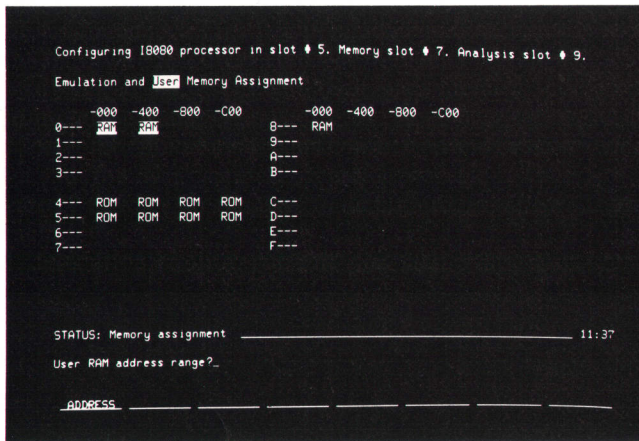 Configuring I8080 processor in slot # 5. Memory slot # 7. Analysis slot # 9.
Emulation and User Memory Assignment
-000 -400 -800 -C00 -000 -400 -800 -C00
0--- RAM RAM 8--- RAM
1--- 9---
2--- A---
3--- B---
4--- ROM ROM ROM ROM C---
5--- ROM ROM ROM ROM D---
6--- E---
7--- F---
STATUS: Memory assignment 11:37
User RAM address range?_
ADDRESS